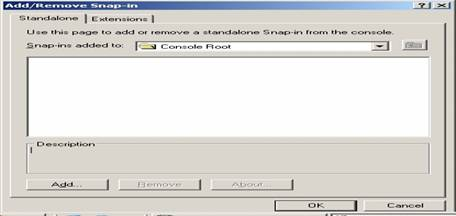 Add/Remove Snap-in
Standalone Extensions
Use this page to add or remove a standalone Snap-in from the console.
Snap-ins added to: Console Root
Description
Add... Remove About...
OK Cancel